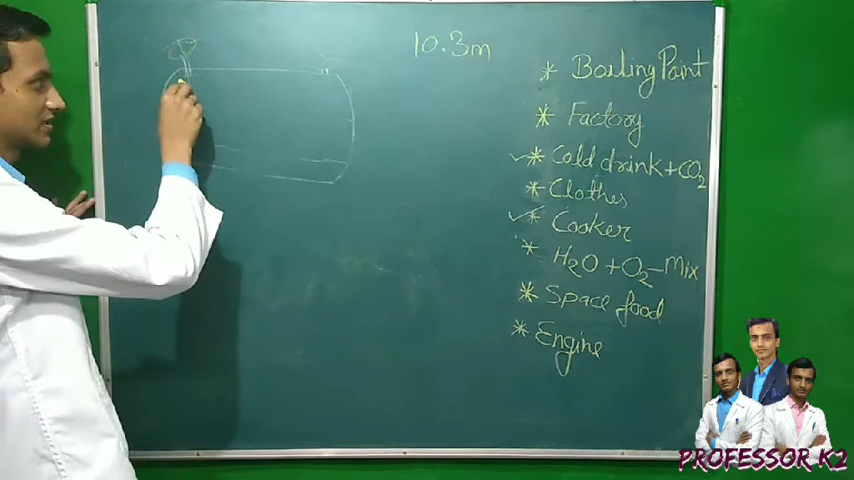 10.3m
* Boiling Point
* Factory
✓* Cold drink + CO₂
* Clothes
✓* Cooker
* H₂O + O₂ - Mix
* Space food
* Engine
PROFESSOR K2